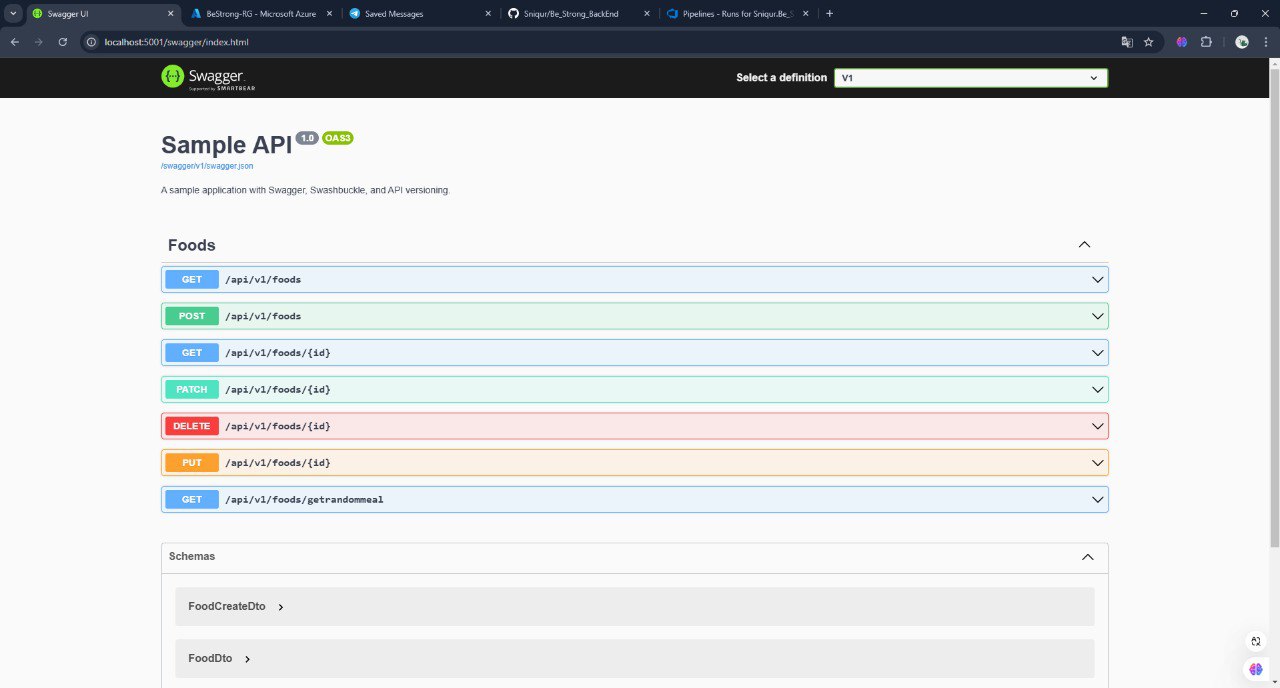 Swagger UI
BeStrong-RG - Microsoft Azure
Saved Messages
Sniqur/Be_Strong_BackEnd
Pipelines - Runs for Sniqur.Be_S
localhost:5001/swagger/index.html
Swagger
Supported by SMARTBEAR
Select a definition
V1
Sample API 1.0 OAS3
/swagger/v1/swagger.json
A sample application with Swagger, Swashbuckle, and API versioning.
Foods
GET /api/v1/foods
POST /api/v1/foods
GET /api/v1/foods/{id}
PATCH /api/v1/foods/{id}
DELETE /api/v1/foods/{id}
PUT /api/v1/foods/{id}
GET /api/v1/foods/getrandommeal
Schemas
FoodCreateDto
FoodDto